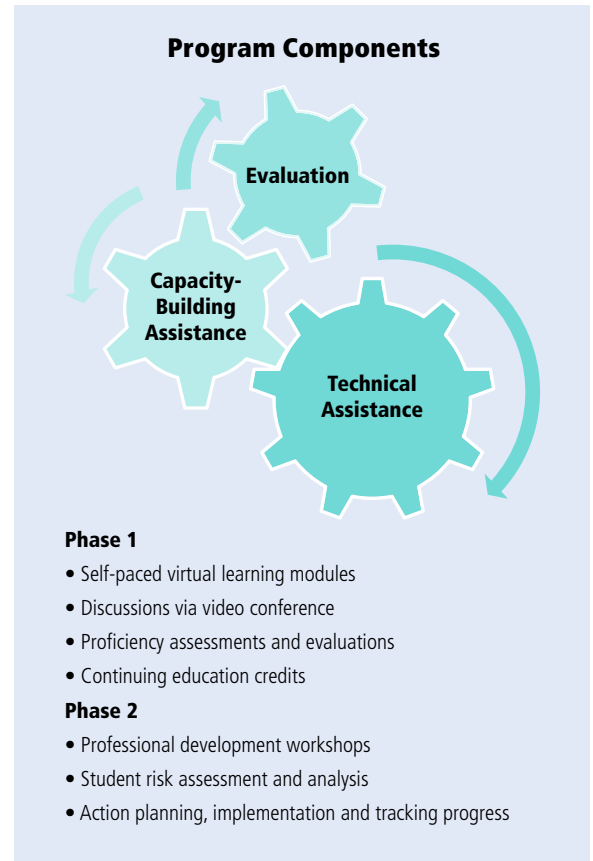 Program Components
Evaluation
Capacity-
Building
Assistance
Technical
Assistance
Phase 1
• Self-paced virtual learning modules
• Discussions via video conference
• Proficiency assessments and evaluations
• Continuing education credits
Phase 2
• Professional development workshops
• Student risk assessment and analysis
• Action planning, implementation and tracking progress